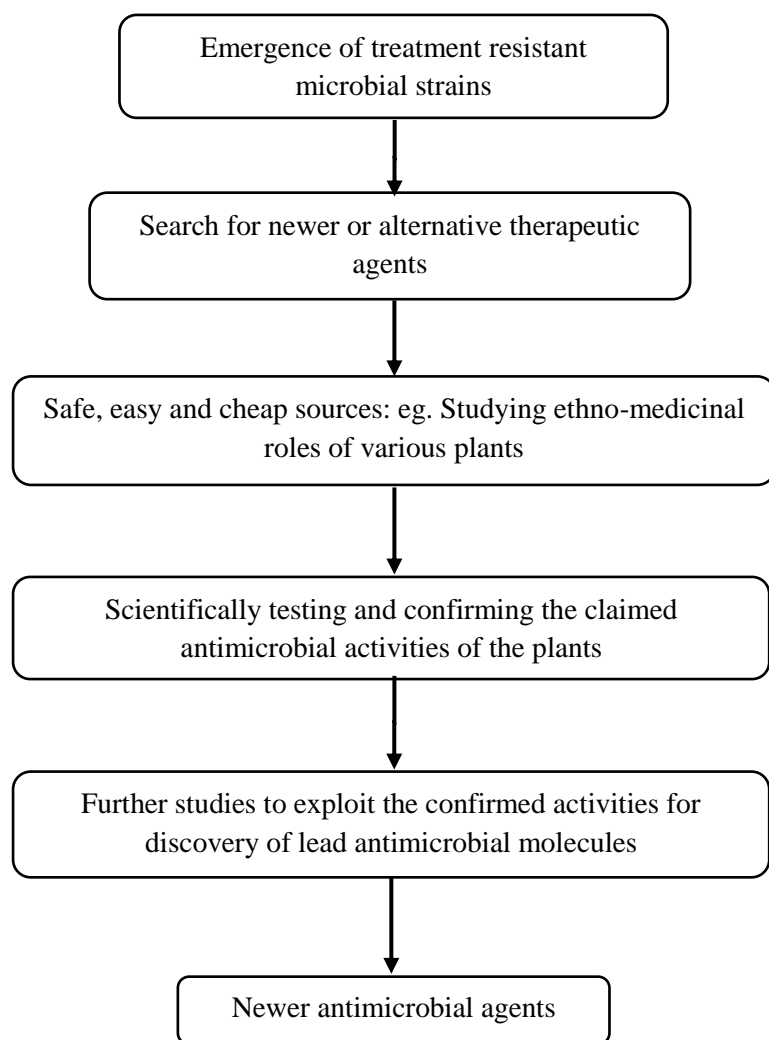 Emergence of treatment resistant
microbial strains
Search for newer or alternative therapeutic
agents
Safe, easy and cheap sources: eg. Studying ethno-medicinal
roles of various plants
Scientifically testing and confirming the claimed
antimicrobial activities of the plants
Further studies to exploit the confirmed activities for
discovery of lead antimicrobial molecules
Newer antimicrobial agents